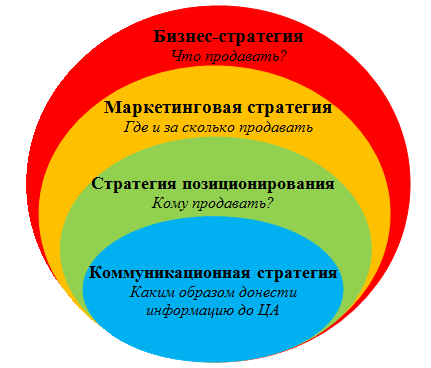 Бизнес-стратегия
Что продавать?
Маркетинговая стратегия
Где и за сколько продавать
Стратегия позиционирования
Кому продавать?
Коммуникационная стратегия
Каким образом донести
информацию до ЦА